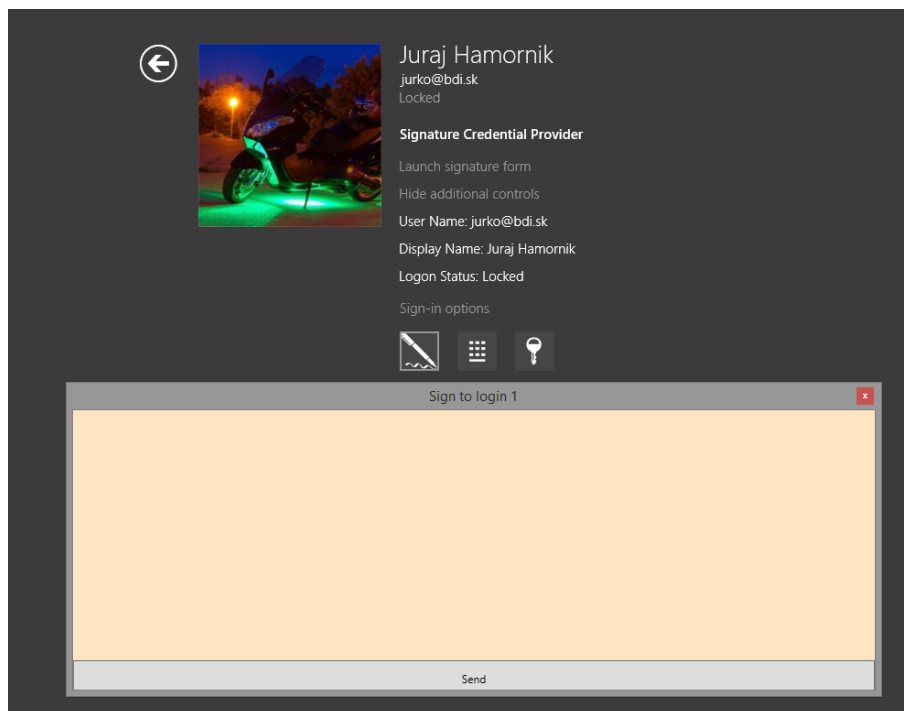 Juraj Hamornik
jurko@bdi.sk
Locked
Signature Credential Provider
Launch signature form
Hide additional controls
User Name: jurko@bdi.sk
Display Name: Juraj Hamornik
Logon Status: Locked
Sign-in options
Sign to login 1
x
Send